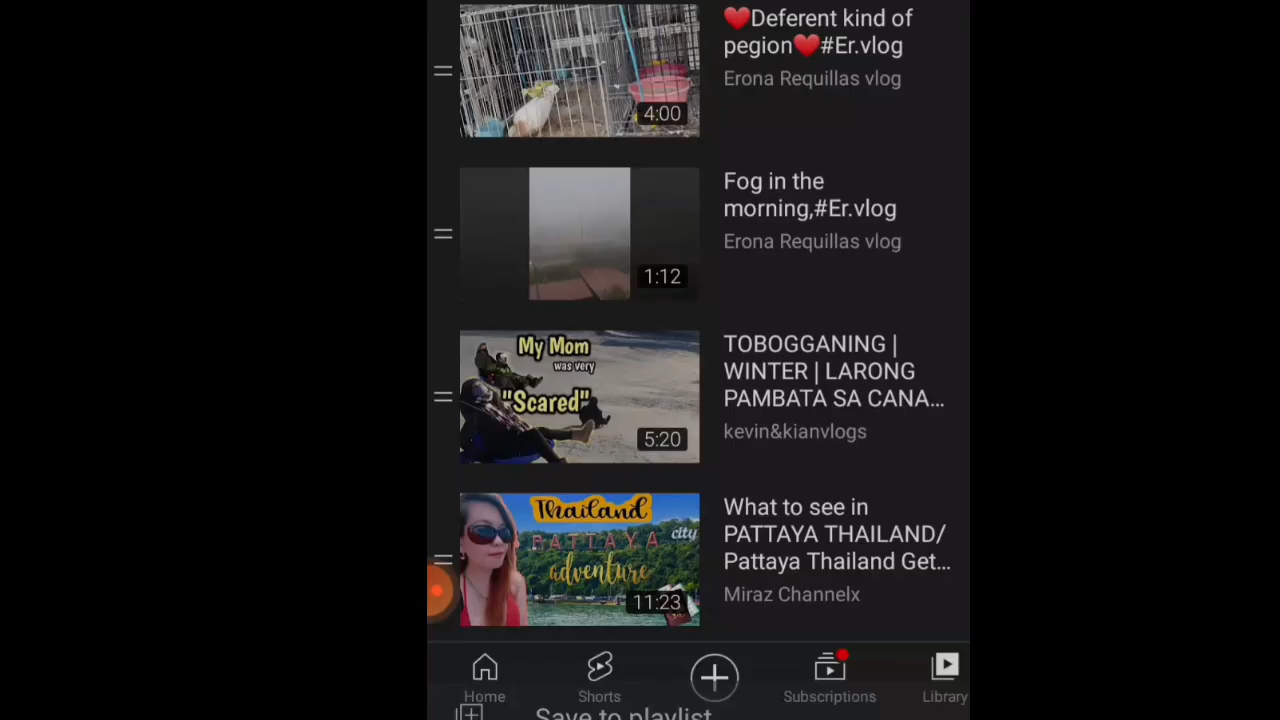 ❤️Deferent kind of
pegion❤️#Er.vlog
Erona Requillas vlog
4:00
Fog in the
morning,#Er.vlog
Erona Requillas vlog
1:12
My Mom
was very
"Scared"
5:20
TOBOGGANING |
WINTER | LARONG
PAMBATA SA CANA...
kevin&kianvlogs
Thailand
PATTAYA city
adventure
11:23
What to see in
PATTAYA THAILAND/
Pattaya Thailand Get...
Miraz Channelx
Home
Shorts
Subscriptions
Library
Save to playlist